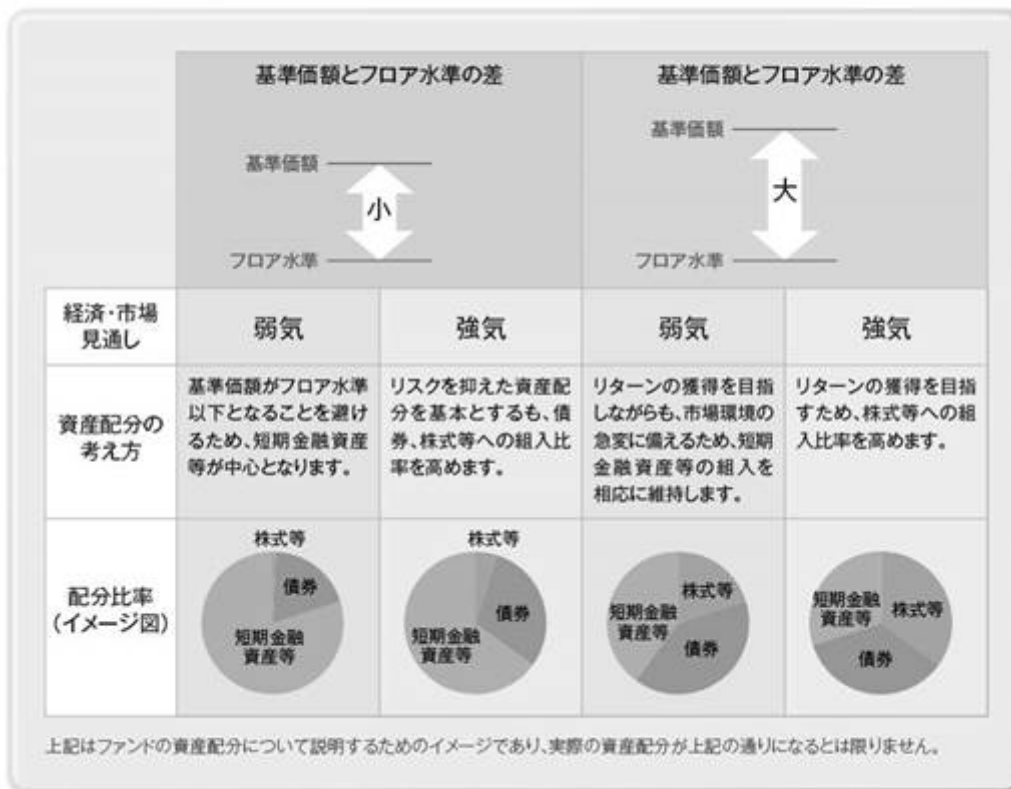 基準価額とフロア水準の差
基準価額
小
フロア水準
基準価額とフロア水準の差
基準価額
大
フロア水準
経済・市場
見通し
弱気
強気
弱気
強気
資産配分の
考え方
基準価額がフロア水準
以下となることを避け
るため、短期金融資産
等が中心となります。
リスクを抑えた資産配
分を基本とするも、債
券、株式等への組入比
率を高めます。
リターンの獲得を目指
しながらも、市場環境の
急変に備えるため、短期
金融資産等の組入を
相応に維持します。
リターンの獲得を目指
すため、株式等への組
入比率を高めます。
配分比率
（イメージ図）
株式等
債券
短期金融
資産等
株式等
債券
短期金融
資産等
株式等
短期金融
資産等
債券
短期金融
資産等
株式等
債券
上記はファンドの資産配分について説明するためのイメージであり、実際の資産配分が上記の通りになるとは限りません。